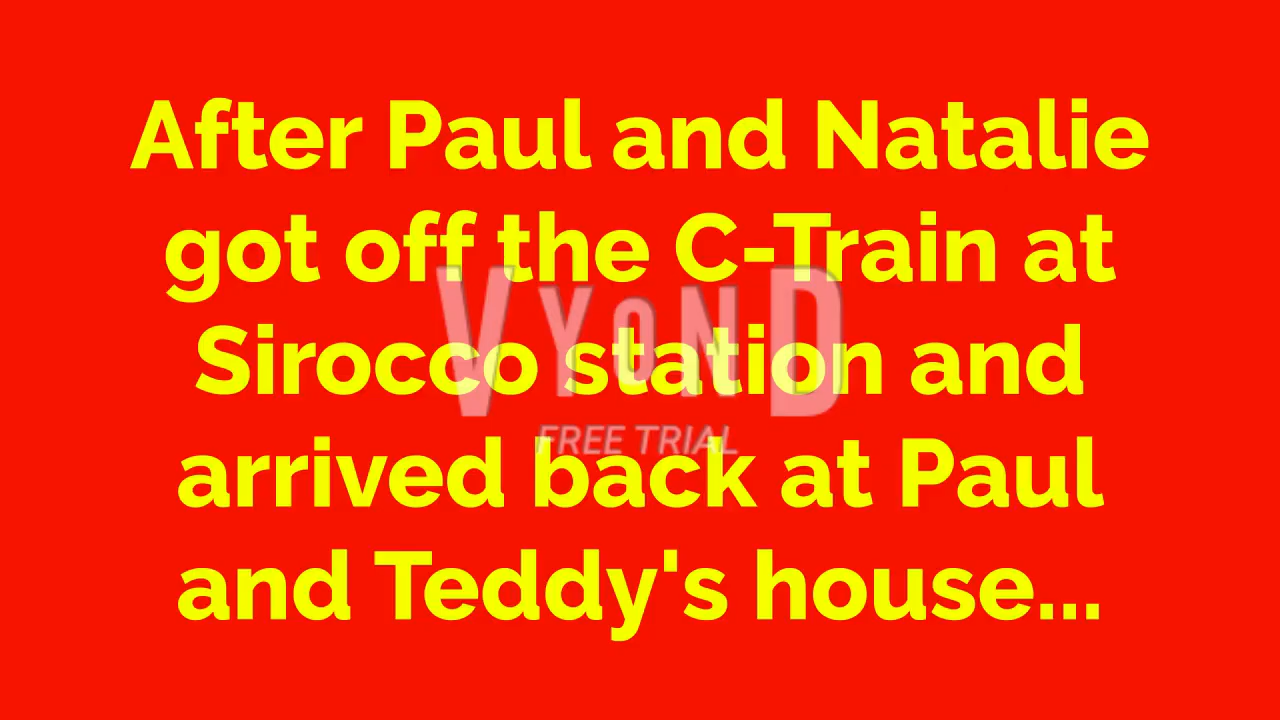 After Paul and Natalie
got off the C-Train at
Sirocco station and
arrived back at Paul
and Teddy's house...
VYOND
FREE TRIAL